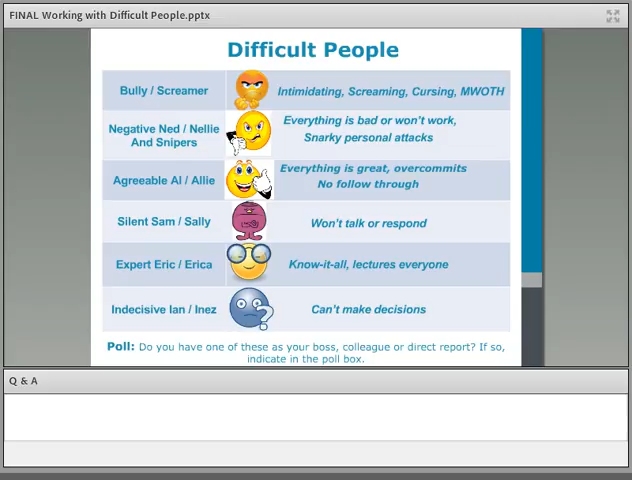 FINAL Working with Difficult People.pptx
Difficult People
Bully / Screamer
Intimidating, Screaming, Cursing, MWOTH
Negative Ned / Nellie
And Snipers
Everything is bad or won't work,
Snarky personal attacks
Agreeable Al / Allie
Everything is great, overcommits
No follow through
Silent Sam / Sally
Won't talk or respond
Expert Eric / Erica
Know-it-all, lectures everyone
Indecisive Ian / Inez
Can't make decisions
Poll: Do you have one of these as your boss, colleague or direct report? If so,
indicate in the poll box.
Q & A